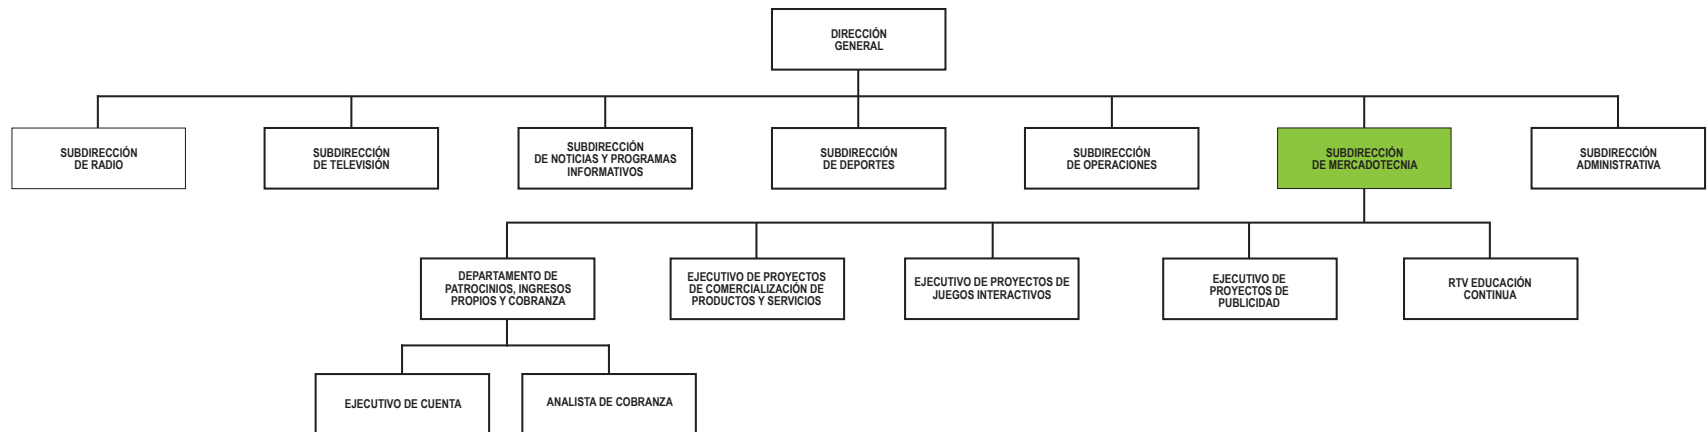 DIRECCIÓN
GENERAL
SUBDIRECCIÓN
DE RADIO
SUBDIRECCIÓN
DE TELEVISIÓN
SUBDIRECCIÓN
DE NOTICIAS Y PROGRAMAS
INFORMATIVOS
SUBDIRECCIÓN
DE DEPORTES
SUBDIRECCIÓN
DE OPERACIONES
SUBDIRECCIÓN
DE MERCADOTECNIA
SUBDIRECCIÓN
ADMINISTRATIVA
DEPARTAMENTO DE
PATROCINIOS, INGRESOS
PROPIOS Y COBRANZA
EJECUTIVO DE PROYECTOS
DE COMERCIALIZACIÓN DE
PRODUCTOS Y SERVICIOS
EJECUTIVO DE PROYECTOS DE
JUEGOS INTERACTIVOS
EJECUTIVO DE
PROYECTOS DE
PUBLICIDAD
RTV EDUCACIÓN
CONTINUA
EJECUTIVO DE CUENTA
ANALISTA DE COBRANZA